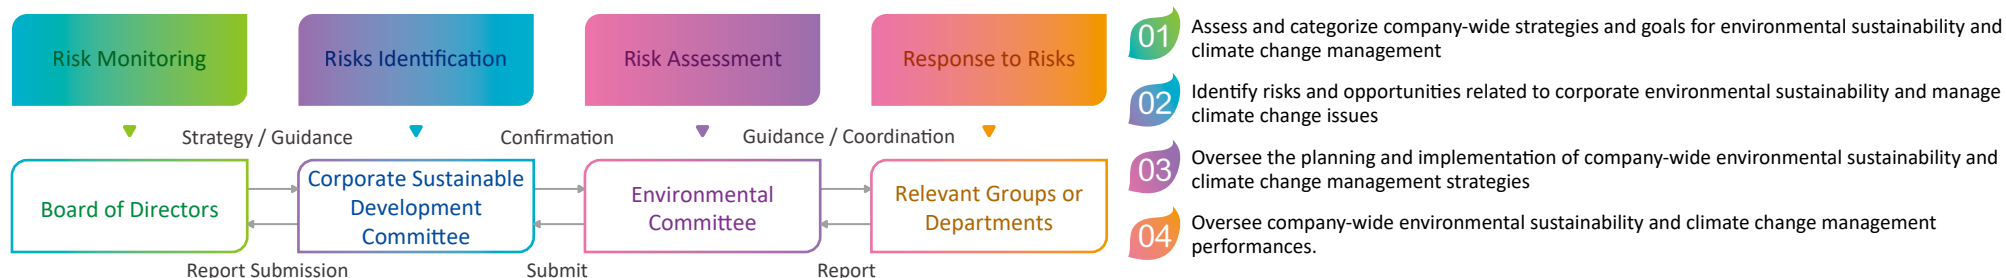 Risk Monitoring
Risks Identification
Risk Assessment
Response to Risks
Strategy / Guidance
Confirmation
Guidance / Coordination
Board of Directors
Corporate Sustainable
Development
Committee
Environmental
Committee
Relevant Groups or
Departments
Report Submission
Submit
Report
01
Assess and categorize company-wide strategies and goals for environmental sustainability and
climate change management
02
Identify risks and opportunities related to corporate environmental sustainability and manage
climate change issues
03
Oversee the planning and implementation of company-wide environmental sustainability and
climate change management strategies
04
Oversee company-wide environmental sustainability and climate change management
performances.